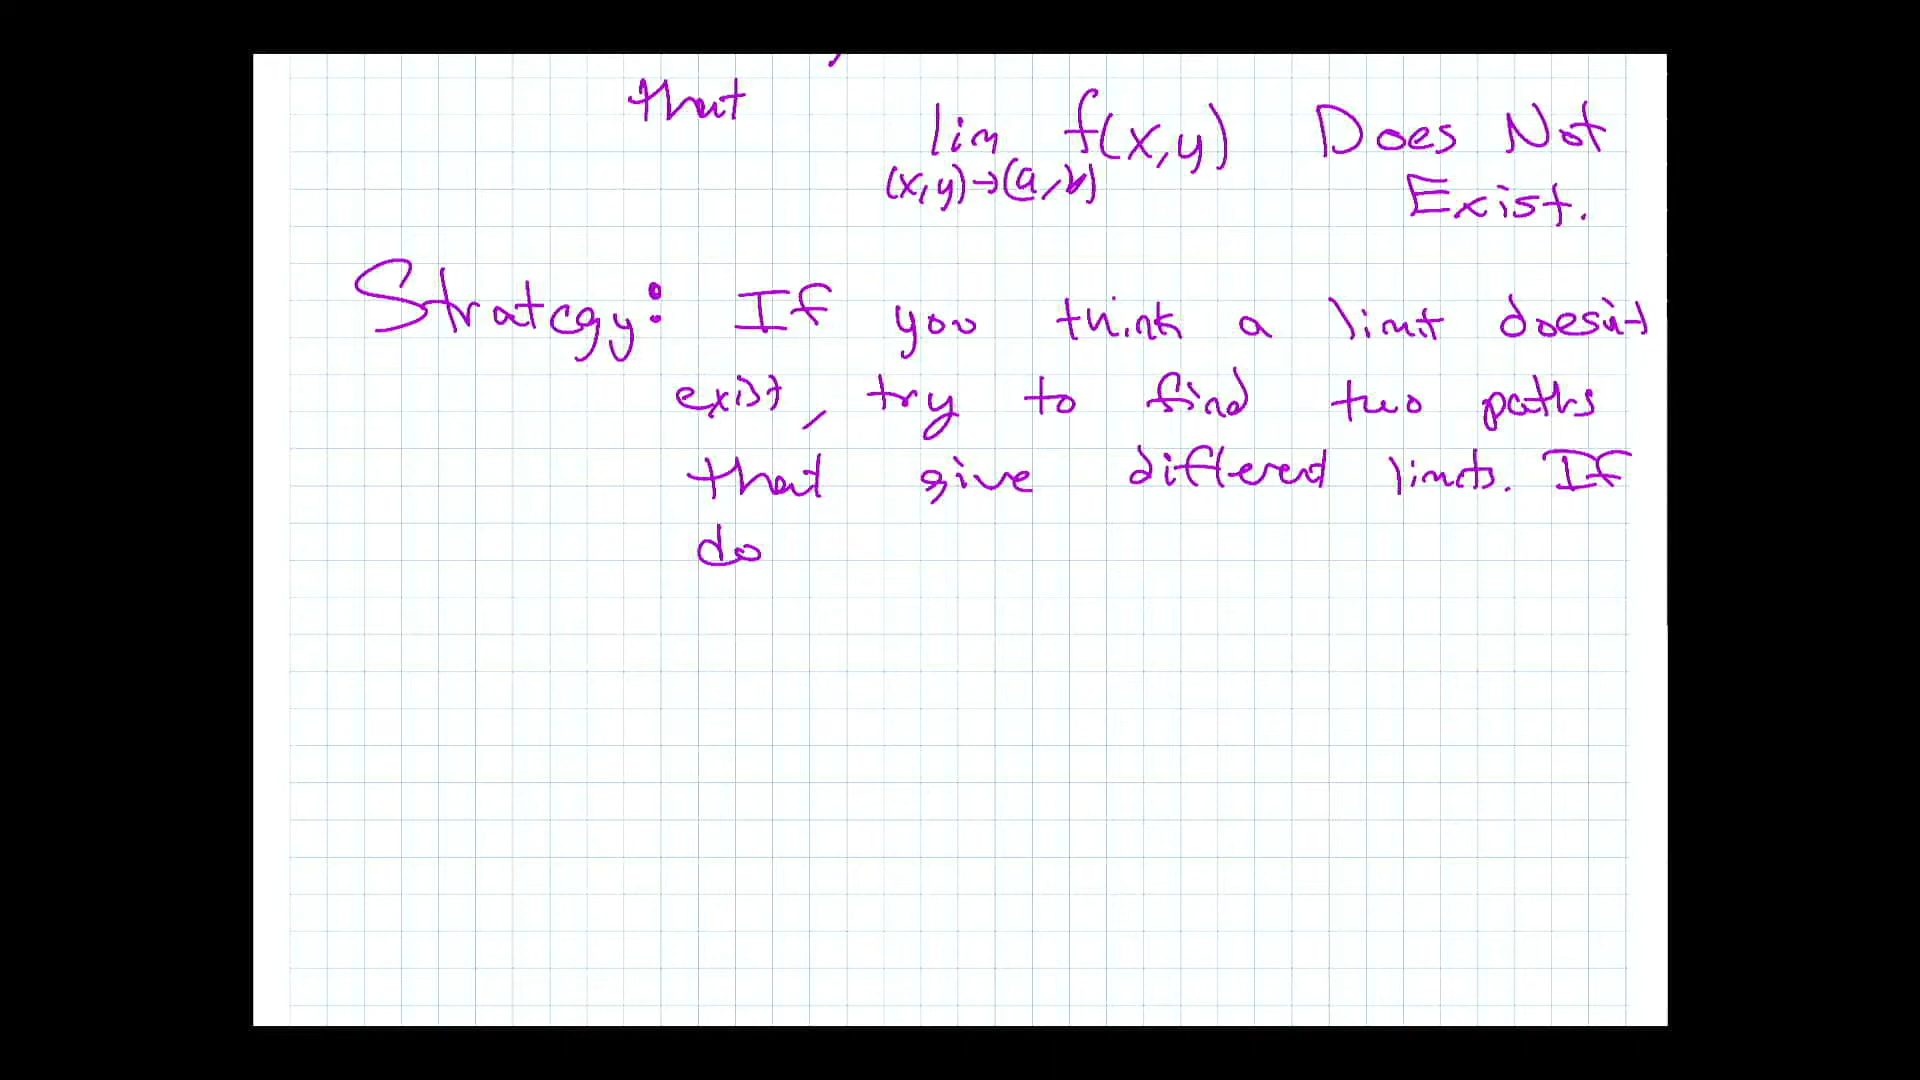 that
lim f(x,y) Does Not
(x,y)→(a,b) Exist.
Strategy: If you think a limit doesn't
exist, try to find two paths
that give different limits. If
do